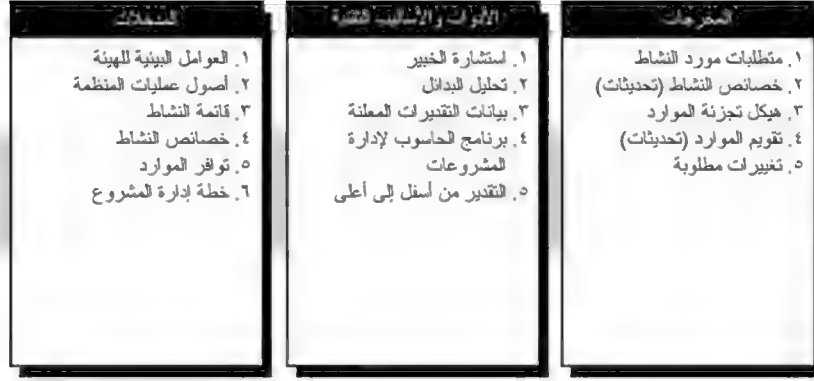 المدخلات
١. العوامل البيئية للهيئة
٢. أصول عمليات المنظمة
٣. قائمة النشاط
٤. خصائص النشاط
٥. توافر الموارد
٦. خطة إدارة المشروع
الأدوات والأساليب التقنية
١. استشارة الخبير
٢. تحليل البدائل
٣. بيانات التقديرات المعلنة
٤. برنامج الحاسوب لإدارة
المشروعات
٥. التقدير من أسفل إلى أعلى
المخرجات
١. متطلبات مورد النشاط
٢. خصائص النشاط (تحديثات)
٣. هيكل تجزئة الموارد
٤. تقويم الموارد (تحديثات)
٥. تغييرات مطلوبة